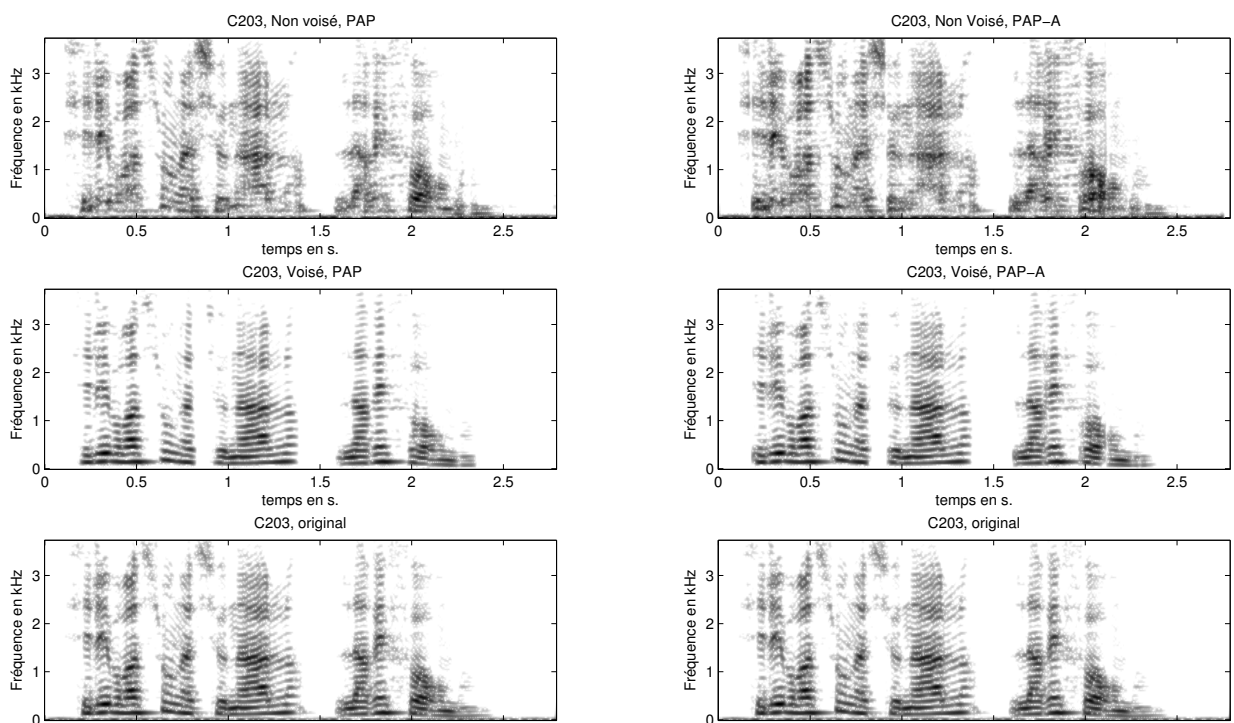 C203, Non voisé, PAP
Fréquence en kHz
3
2
1
0
0 0.5 1 1.5 2 2.5
temps en s.
C203, Non Voisé, PAP−A
Fréquence en kHz
3
2
1
0
0 0.5 1 1.5 2 2.5
temps en s.
C203, Voisé, PAP
Fréquence en kHz
3
2
1
0
0 0.5 1 1.5 2 2.5
temps en s.
C203, Voisé, PAP−A
Fréquence en kHz
3
2
1
0
0 0.5 1 1.5 2 2.5
temps en s.
C203, original
Fréquence en kHz
3
2
1
0
C203, original
Fréquence en kHz
3
2
1
0